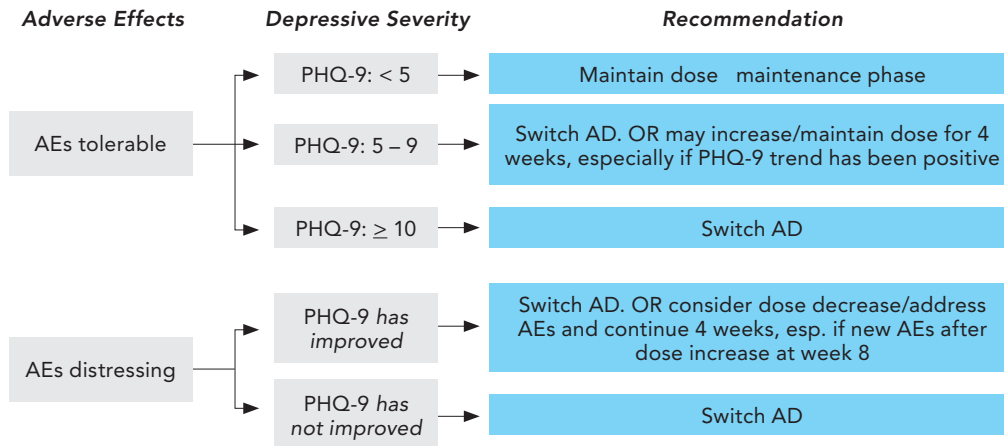 Adverse Effects
Depressive Severity
Recommendation
AEs tolerable
PHQ-9: < 5
Maintain dose maintenance phase
PHQ-9: 5 – 9
Switch AD. OR may increase/maintain dose for 4
weeks, especially if PHQ-9 trend has been positive
PHQ-9: ≥ 10
Switch AD
AEs distressing
PHQ-9 has
improved
Switch AD. OR consider dose decrease/address
AEs and continue 4 weeks, esp. if new AEs after
dose increase at week 8
PHQ-9 has
not improved
Switch AD